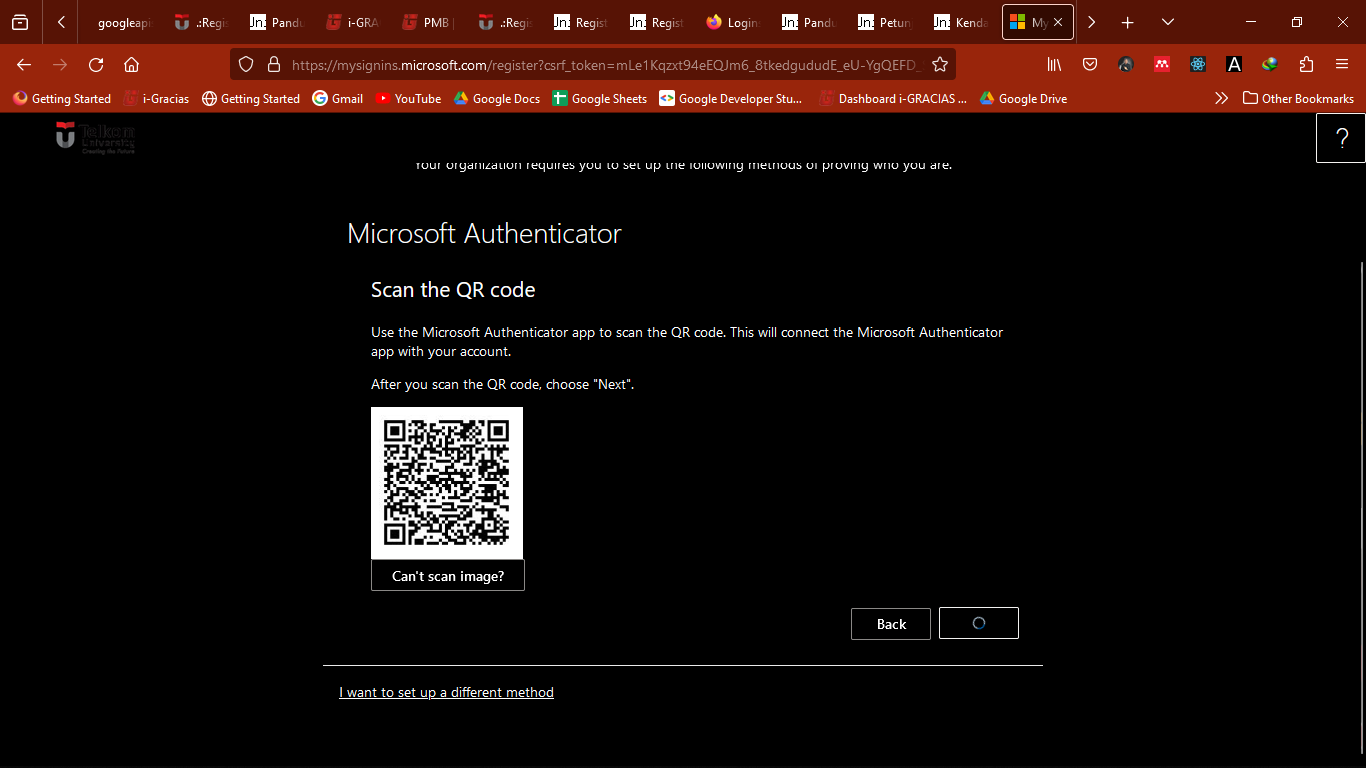 googleapi
.:Regis
Pandu
i-GRA
PMB |
.:Regis
Regist
Regist
Login
Pandu
Petun
Kenda
My
https://mysignins.microsoft.com/register?csrf_token=mLe1Kqzxt94eEQJm6_8tkedgududE_eU-YgQEFD_
Getting Started
i-Gracias
Getting Started
Gmail
YouTube
Google Docs
Google Sheets
Google Developer Stu...
Dashboard i-GRACIAS ...
Google Drive
Other Bookmarks
Telkom
University
Creating the Future
?
Your organization requires you to set up the following methods of proving who you are.
Microsoft Authenticator
Scan the QR code
Use the Microsoft Authenticator app to scan the QR code. This will connect the Microsoft Authenticator
app with your account.
After you scan the QR code, choose "Next".
Can't scan image?
Back
I want to set up a different method